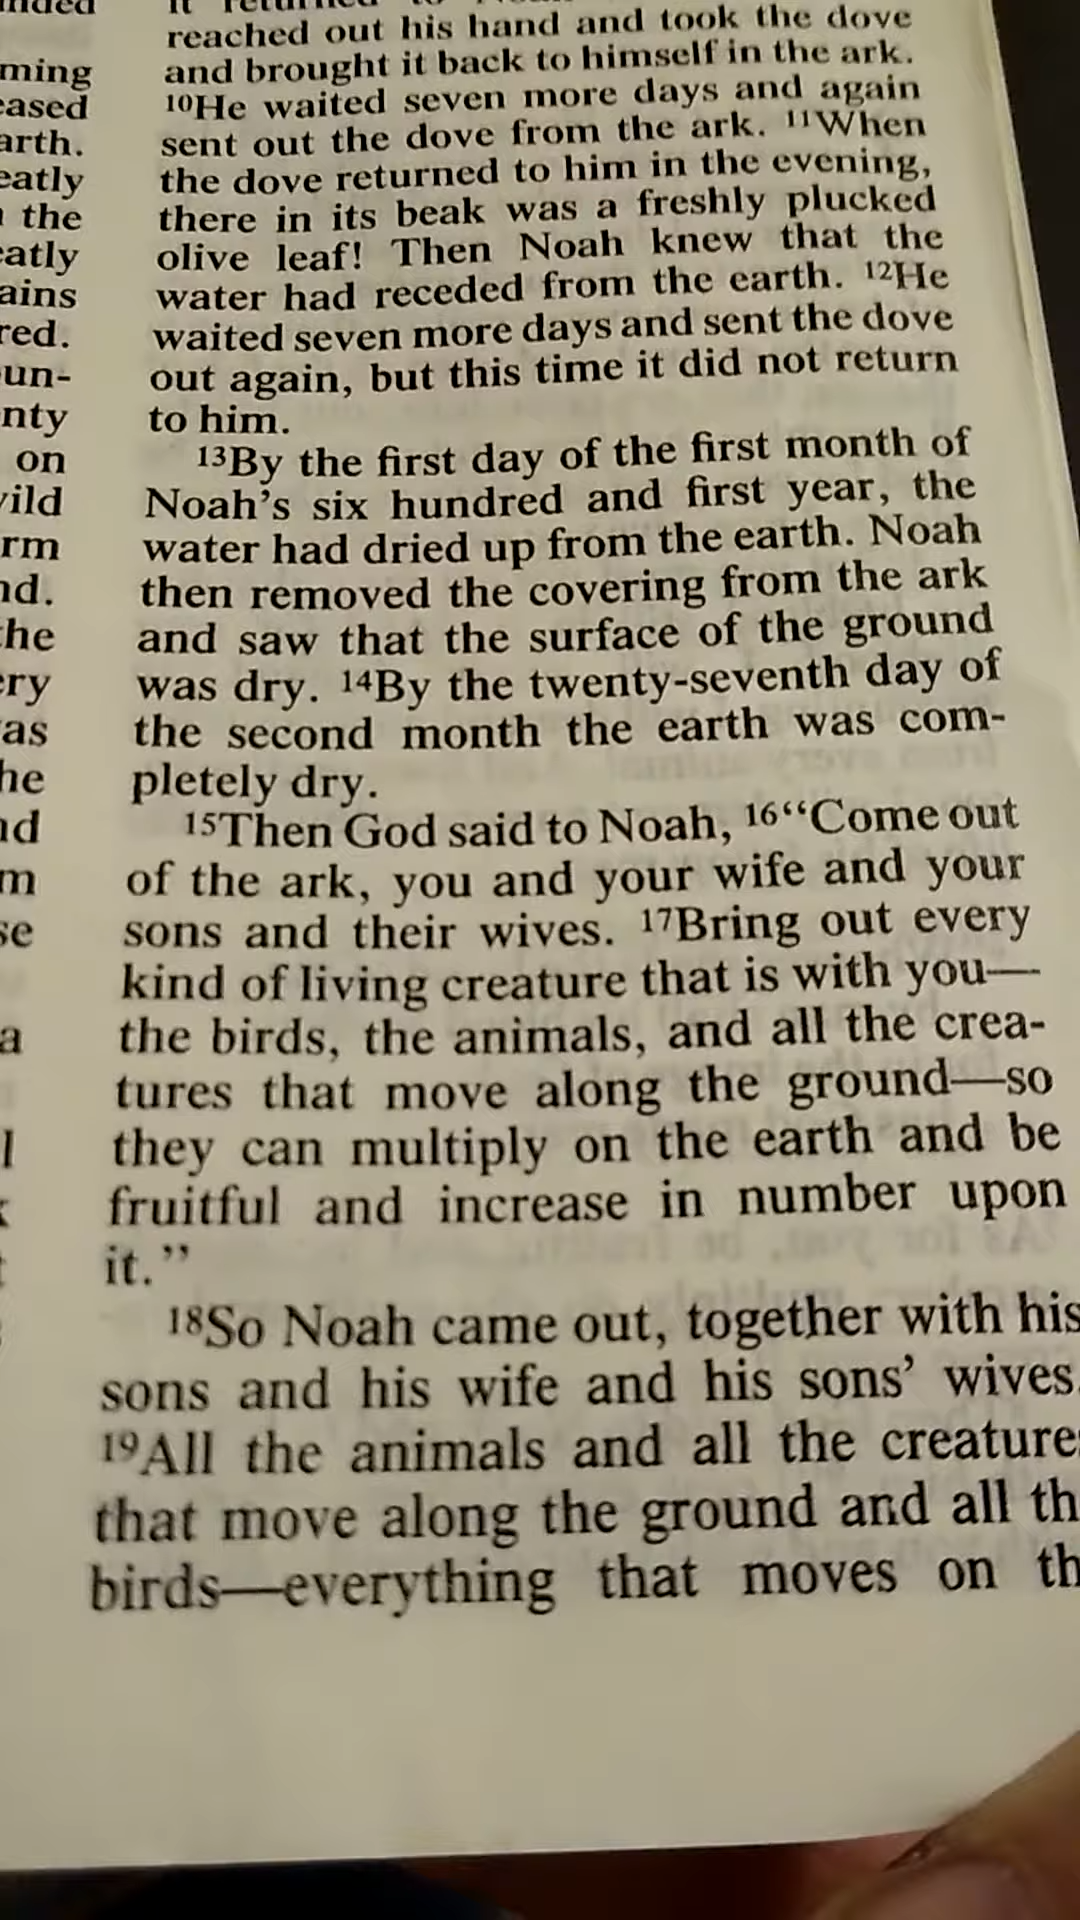 ming
eased
arth.
eatly
the
eatly
ains
red.
oun-
nty
on
rm
nd.
the
ery
as
he
nd
m
se
a
reached out his hand and took the dove
and brought it back to himself in the ark.
10He waited seven more days and again
sent out the dove from the ark. 11When
the dove returned to him in the evening,
there in its beak was a freshly plucked
olive leaf! Then Noah knew that the
water had receded from the earth. 12He
waited seven more days and sent the dove
out again, but this time it did not return
to him.
13By the first day of the first month of
Noah’s six hundred and first year, the
water had dried up from the earth. Noah
then removed the covering from the ark
and saw that the surface of the ground
was dry. 14By the twenty-seventh day of
the second month the earth was com-
pletely dry.
15Then God said to Noah, 16“Come out
of the ark, you and your wife and your
sons and their wives. 17Bring out every
kind of living creature that is with you—
the birds, the animals, and all the crea-
tures that move along the ground—so
they can multiply on the earth and be
fruitful and increase in number upon
it.”
18So Noah came out, together with his
sons and his wife and his sons’ wives.
19All the animals and all the creature
that move along the ground and all th
birds—everything that moves on th